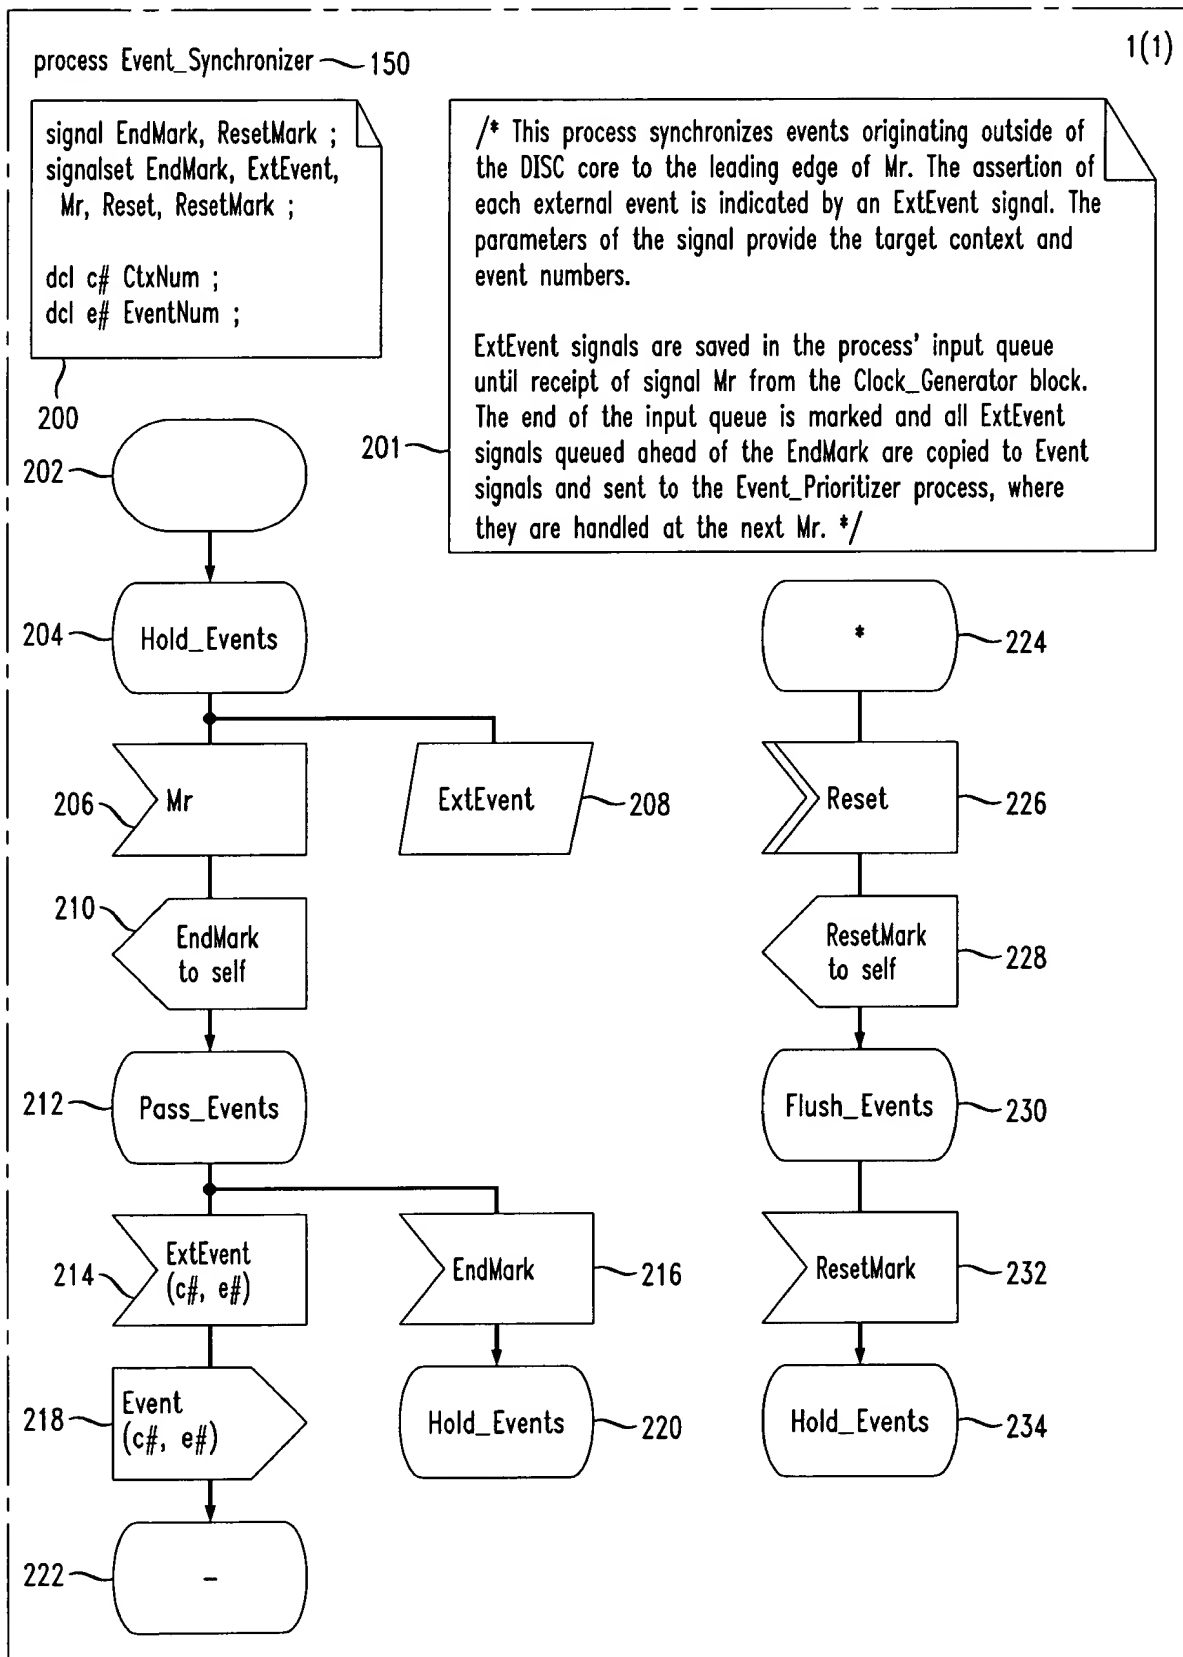 1(1)
process Event_Synchronizer 150
signal EndMark, ResetMark ;
signalset EndMark, ExtEvent,
Mr, Reset, ResetMark ;
dcl c# CtxNum ;
dcl e# EventNum ;
200
/* This process synchronizes events originating outside of
the DISC core to the leading edge of Mr. The assertion of
each external event is indicated by an ExtEvent signal. The
parameters of the signal provide the target context and
event numbers.
ExtEvent signals are saved in the process' input queue
until receipt of signal Mr from the Clock_Generator block.
The end of the input queue is marked and all ExtEvent
signals queued ahead of the EndMark are copied to Event
signals and sent to the Event_Prioritizer process, where
they are handled at the next Mr. */
201
202
204
Hold_Events
206
Mr
ExtEvent
208
210
EndMark
to self
212
Pass_Events
214
ExtEvent
(c#, e#)
EndMark
216
218
Event
(c#, e#)
Hold_Events
220
222
-
*
224
Reset
226
ResetMark
to self
228
Flush_Events
230
ResetMark
232
Hold_Events
234